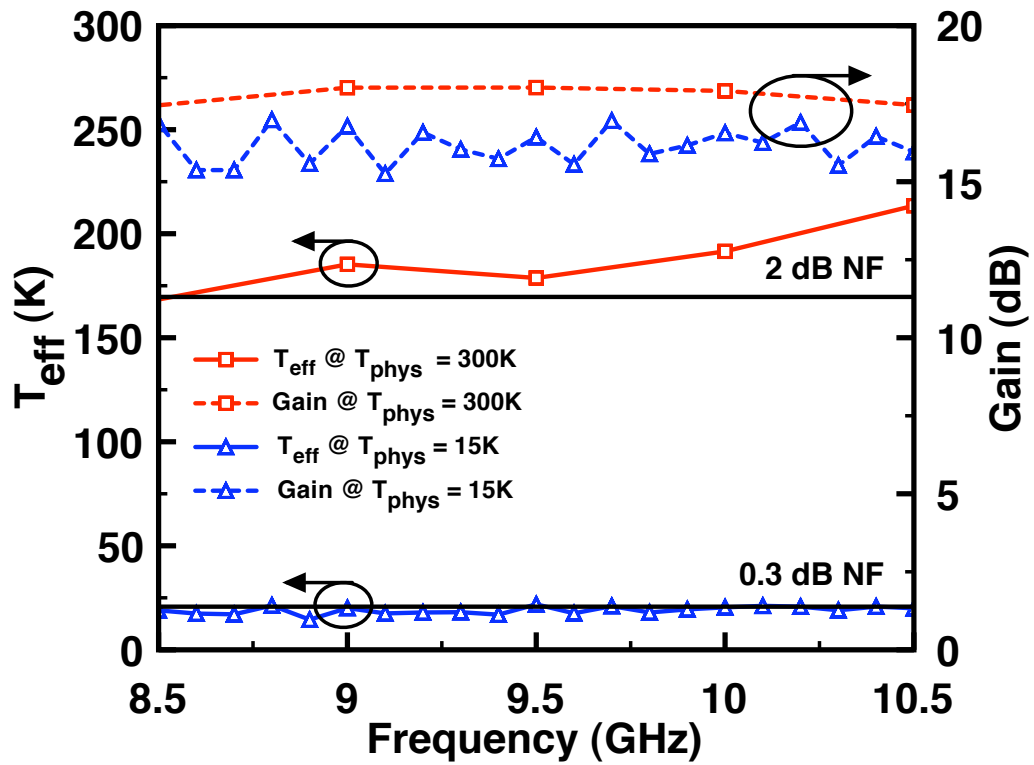 300
250
200
150
100
50
0
T_eff (K)
20
15
10
5
0
Gain (dB)
2 dB NF
T_eff @ T_phys = 300K
Gain @ T_phys = 300K
T_eff @ T_phys = 15K
Gain @ T_phys = 15K
0.3 dB NF
8.5 9 9.5 10 10.5
Frequency (GHz)